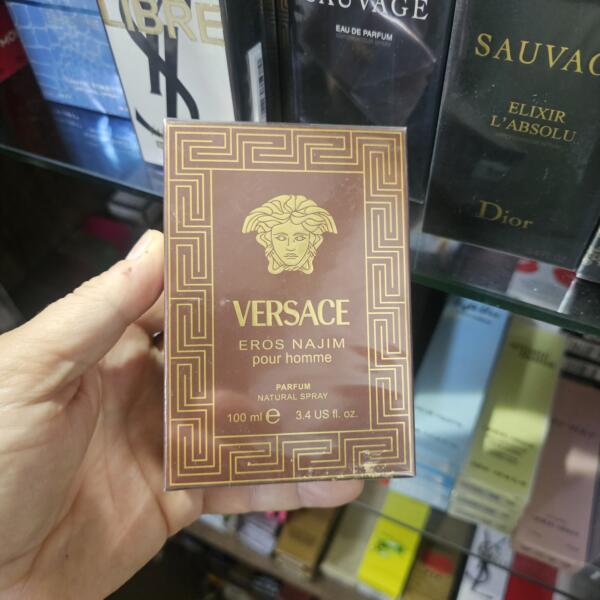 LIBRE
SAUVAGE
EAU DE PARFUM
SAUVAG
ELIXIR
L'ABSOLU
Dior
VERSACE
ERÖS NAJIM
pour homme
PARFUM
NATURAL SPRAY
100 ml e 3.4 US fl. oz.